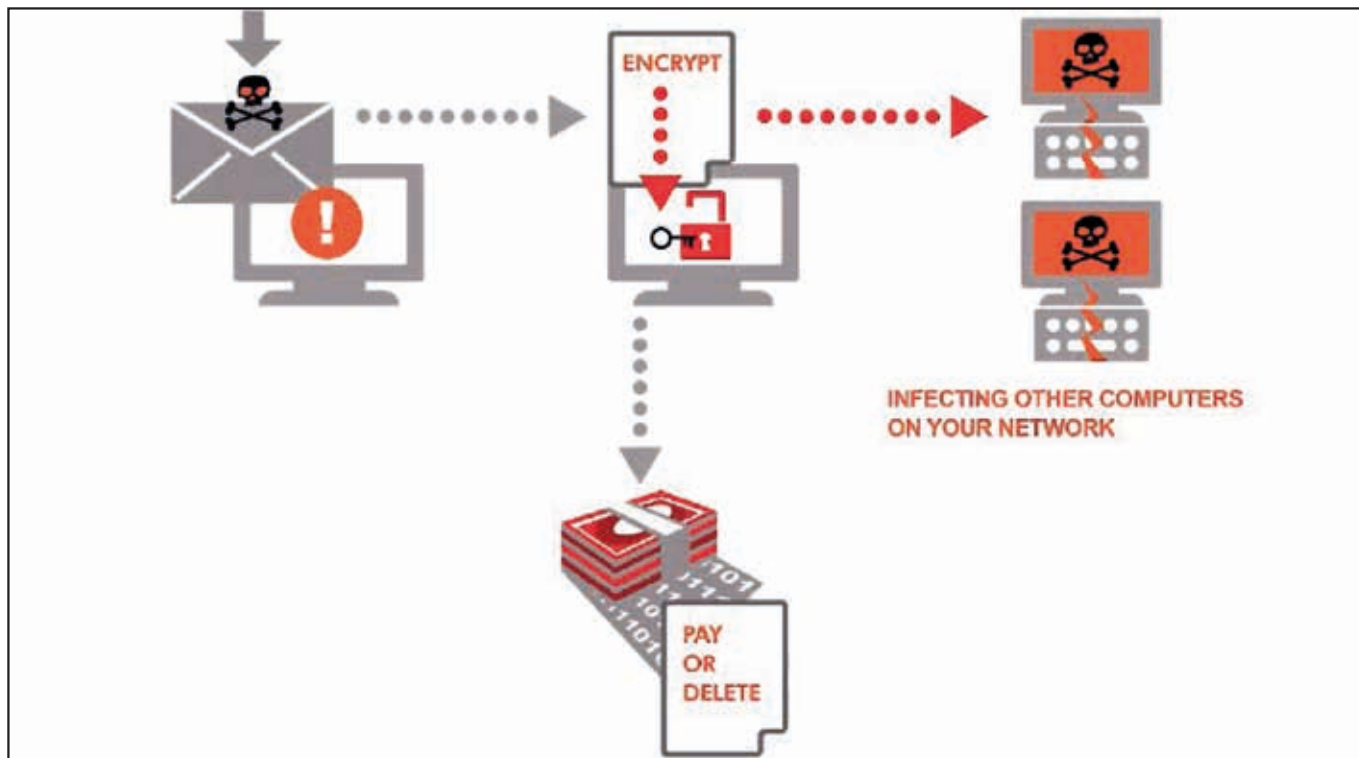 ENCRYPT
!
INFECTING OTHER COMPUTERS
ON YOUR NETWORK
PAY
OR
DELETE